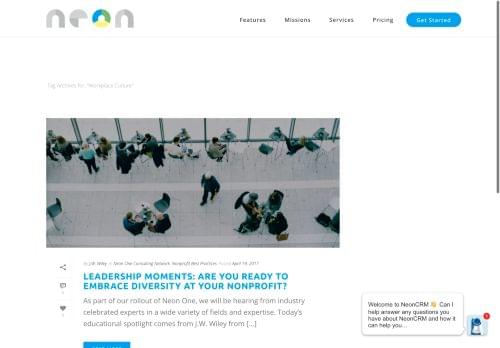 neon
Features
Missions
Services
Pricing
Get Started
Tag Archives for: "Workplace Culture"
By J.W. Wiley In Neon One Consulting Network, Nonprofit Best Practices Posted April 19, 2017
LEADERSHIP MOMENTS: ARE YOU READY TO
EMBRACE DIVERSITY AT YOUR NONPROFIT?
As part of our rollout of Neon One, we will be hearing from industry
celebrated experts in a wide variety of fields and expertise. Today's
educational spotlight comes from J.W. Wiley from [...]
Welcome to NeonCRM 👋 Can I
help answer any questions you
have about NeonCRM and how it
can help you...